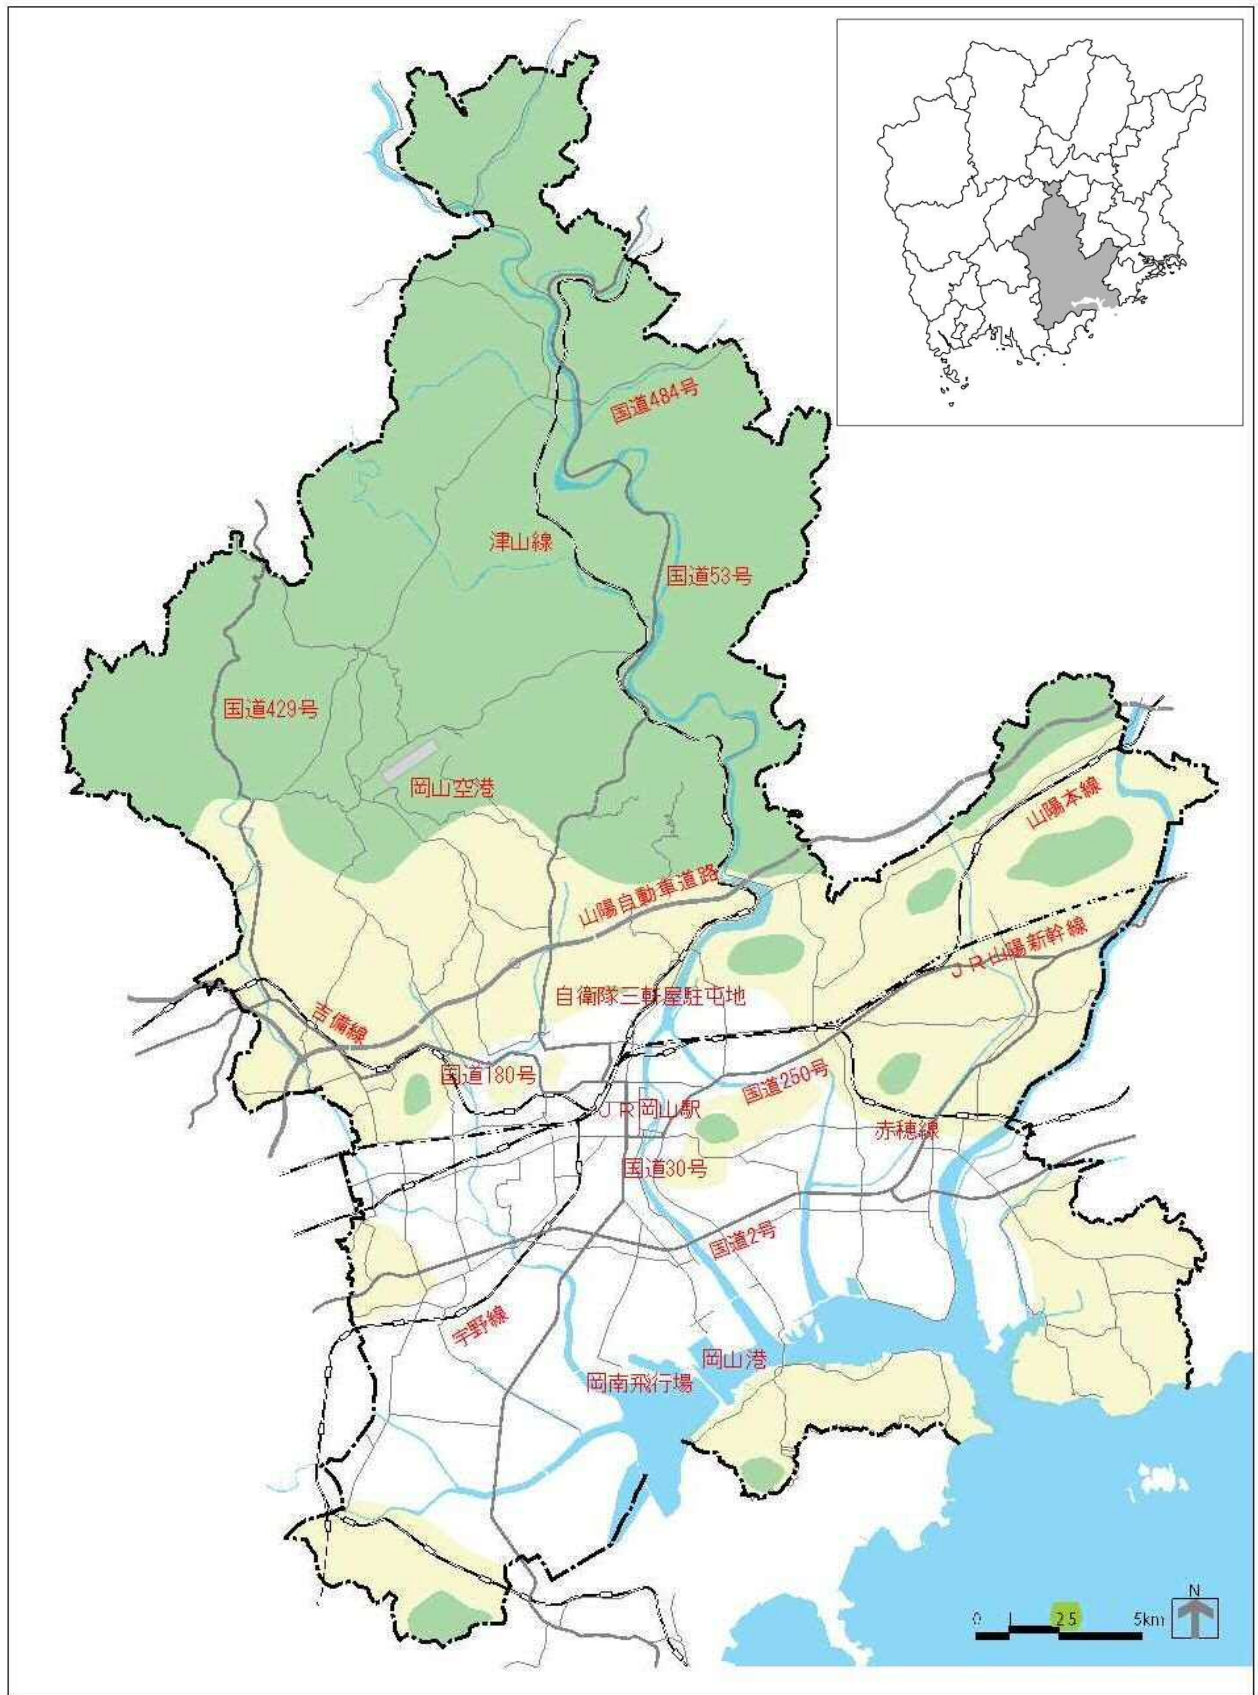 国道484号
津山線
国道53号
国道429号
岡山空港
山陽本線
山陽自動車道路
JR山陽新幹線
自衛隊三軒屋駐屯地
吉備線
国道180号
国道250号
JR岡山駅
赤穂線
国道30号
国道2号
宇野線
岡山港
岡南飛行場
N
0 1 2.5 5km